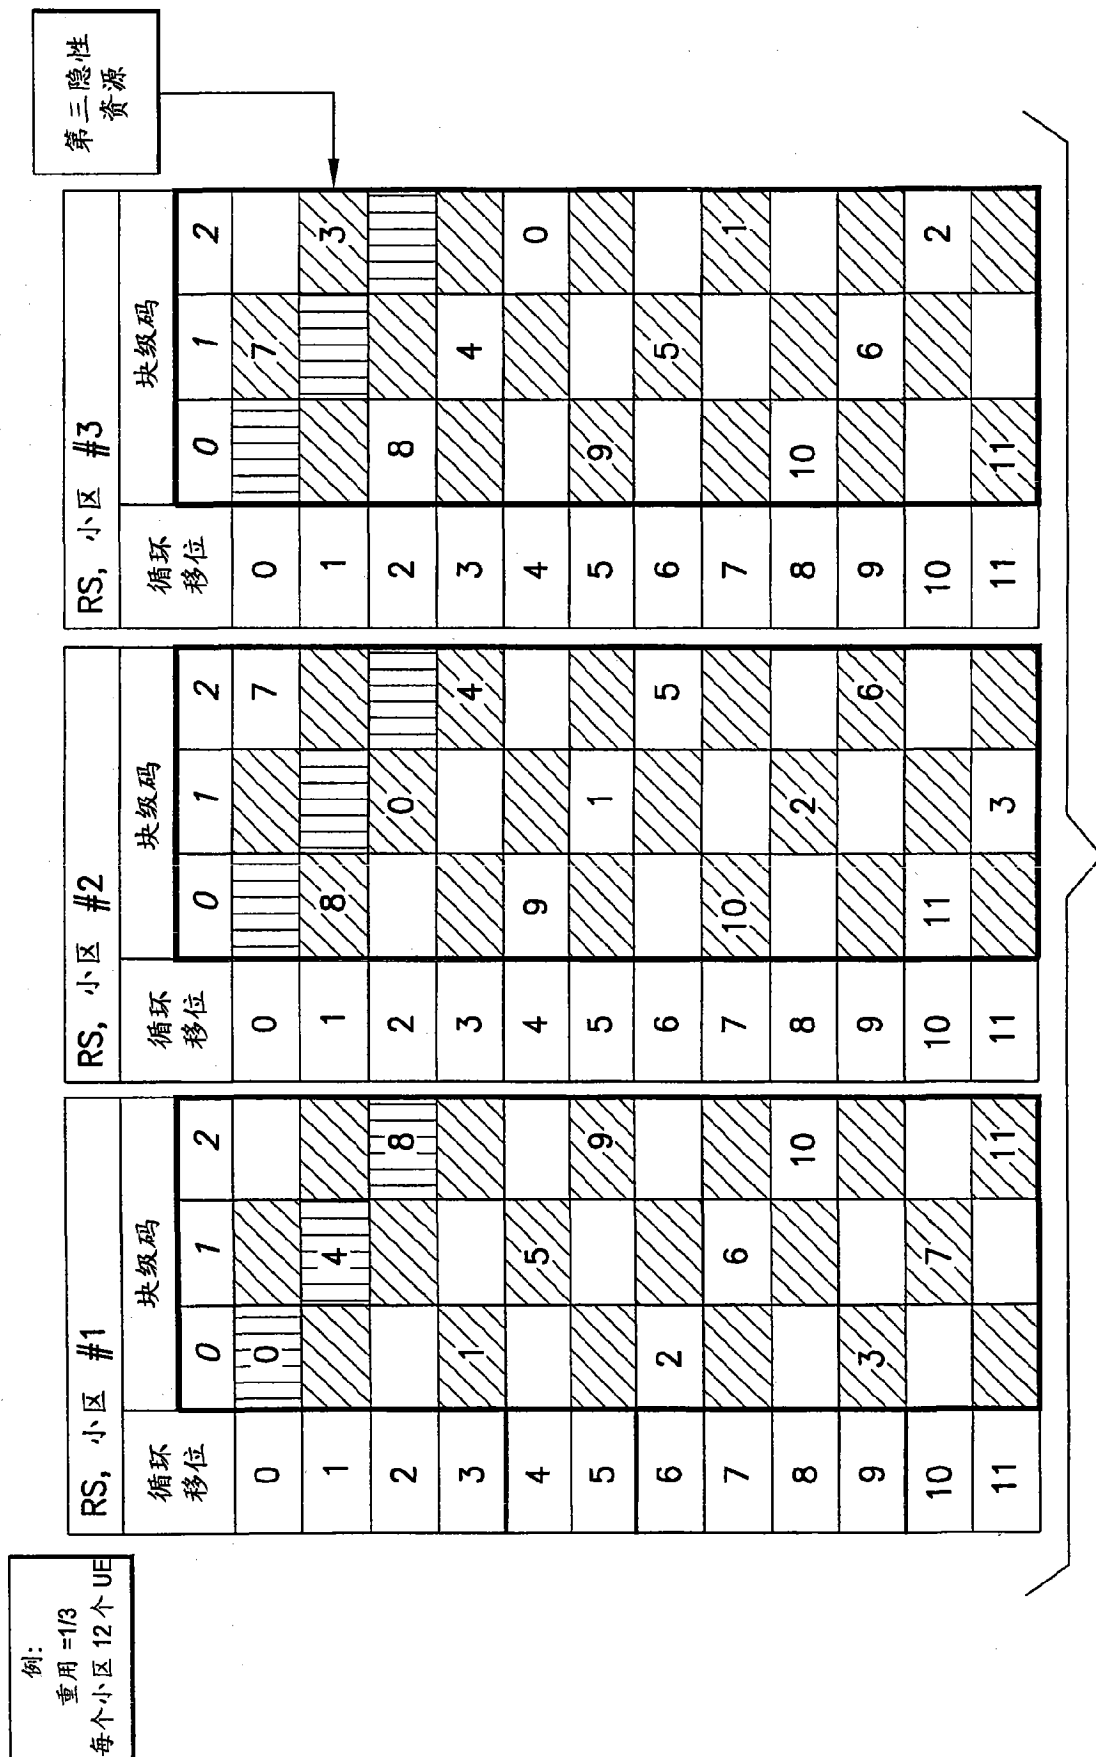 例:
重用 =1/3
每个小区 12 个 UE
第三隐性
资源
RS, 小区 #1
循环
移位
块级码
0 1 2
0 0
1 4
2 8
3 1
4 5
5 9
6 2
7 6
8 10
9 3
10 7
11 11
RS, 小区 #2
循环
移位
块级码
0 1 2
0 7
1 8
2 0
3 4
4 9
5 1
6 5
7 10
8 2
9 6
10 11
11 3
RS, 小区 #3
循环
移位
块级码
0 1 2
0 7
1 3
2 8
3 4
4 0
5 9
6 5
7 1
8 10
9 6
10 2
11 11